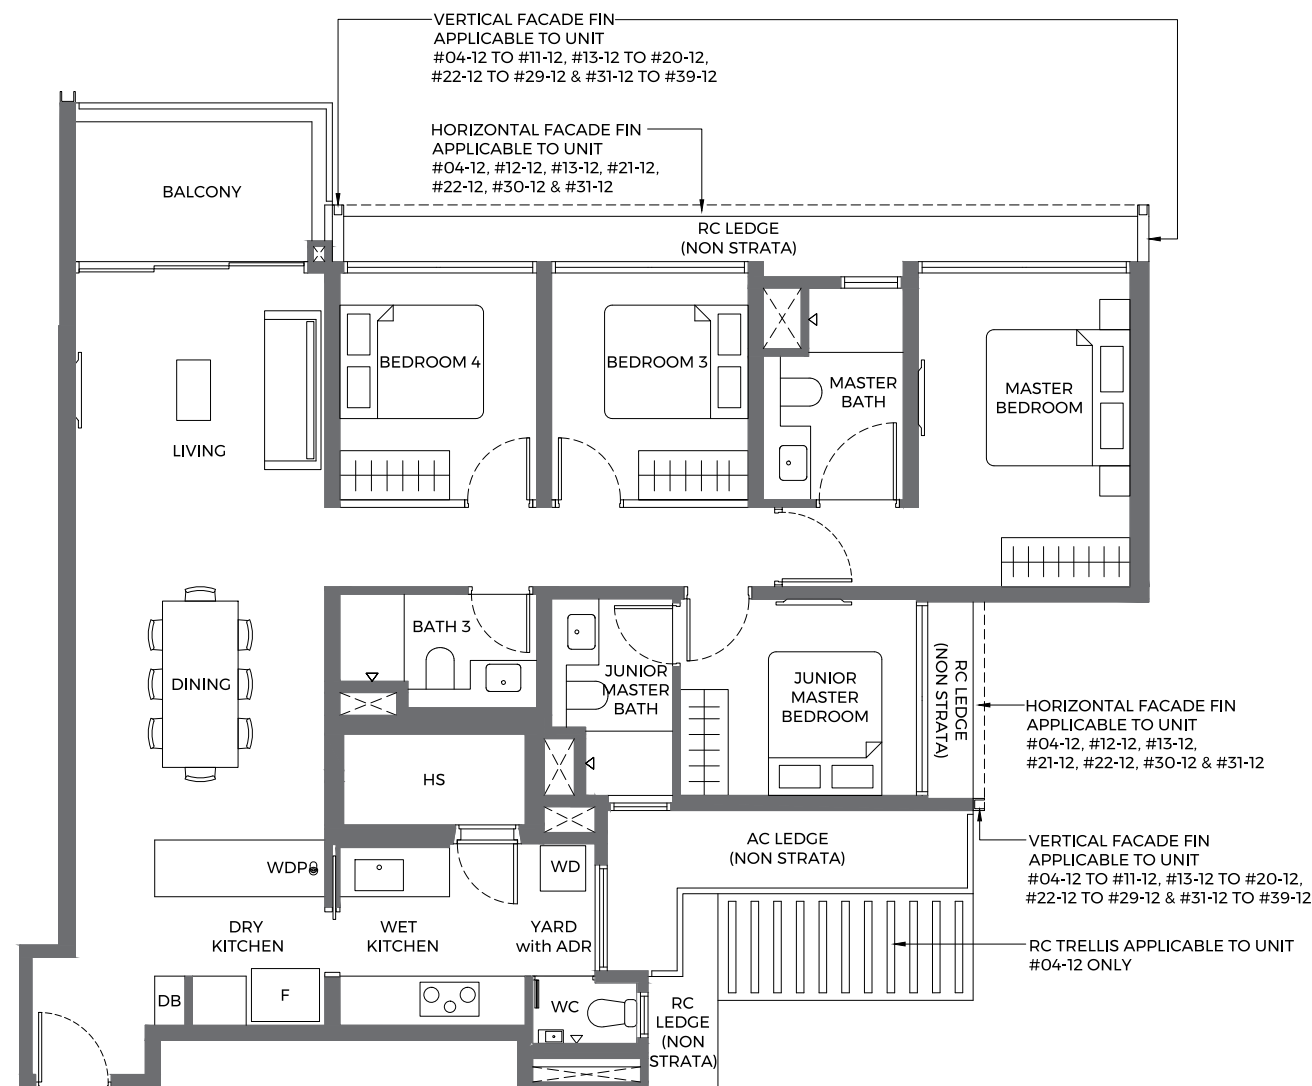 VERTICAL FACADE FIN
APPLICABLE TO UNIT
#04-12 TO #11-12, #13-12 TO #20-12,
#22-12 TO #29-12 & #31-12 TO #39-12
HORIZONTAL FACADE FIN
APPLICABLE TO UNIT
#04-12, #12-12, #13-12, #21-12,
#22-12, #30-12 & #31-12
BALCONY
RC LEDGE
(NON STRATA)
BEDROOM 4
BEDROOM 3
MASTER
BATH
MASTER
BEDROOM
LIVING
BATH 3
DINING
JUNIOR
MASTER
BATH
JUNIOR
MASTER
BEDROOM
RC LEDGE
(NON STRATA)
HORIZONTAL FACADE FIN
APPLICABLE TO UNIT
#04-12, #12-12, #13-12,
#21-12, #22-12, #30-12 & #31-12
HS
AC LEDGE
(NON STRATA)
VERTICAL FACADE FIN
APPLICABLE TO UNIT
#04-12 TO #11-12, #13-12 TO #20-12,
#22-12 TO #29-12 & #31-12 TO #39-12
WDP
WD
DRY
KITCHEN
WET
KITCHEN
YARD
with ADR
RC TRELLIS APPLICABLE TO UNIT
#04-12 ONLY
DB
F
WC
RC
LEDGE
(NON
STRATA)